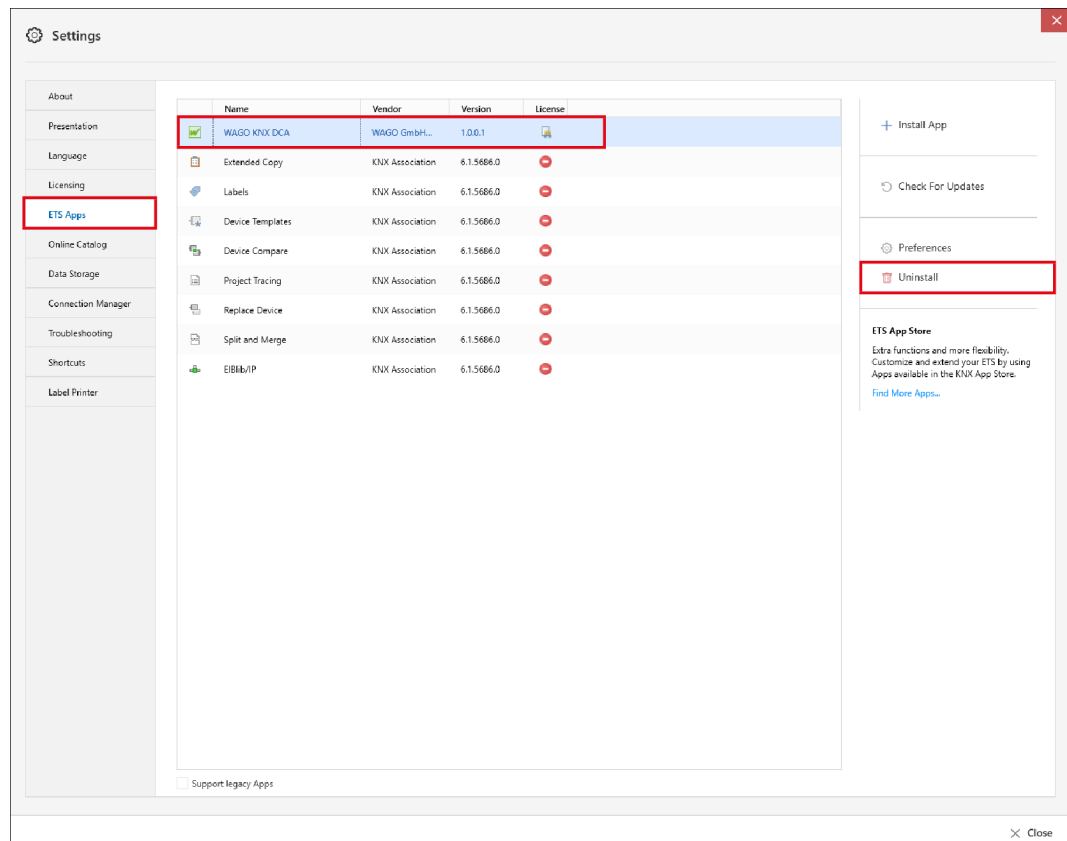 Settings
About
Presentation
Language
Licensing
ETS Apps
Online Catalog
Data Storage
Connection Manager
Troubleshooting
Shortcuts
Label Printer
Name Vendor Version License
WAGO KNX DCA WAGO GmbH... 1.0.0.1
Extended Copy KNX Association 6.1.5686.0
Labels KNX Association 6.1.5686.0
Device Templates KNX Association 6.1.5686.0
Device Compare KNX Association 6.1.5686.0
Project Tracing KNX Association 6.1.5686.0
Replace Device KNX Association 6.1.5686.0
Split and Merge KNX Association 6.1.5686.0
EIBlib/IP KNX Association 6.1.5686.0
Support legacy Apps
Install App
Check For Updates
Preferences
Uninstall
ETS App Store
Extra functions and more flexibility.
Customize and extend your ETS by using
Apps available in the KNX App Store.
Find More Apps...
Close